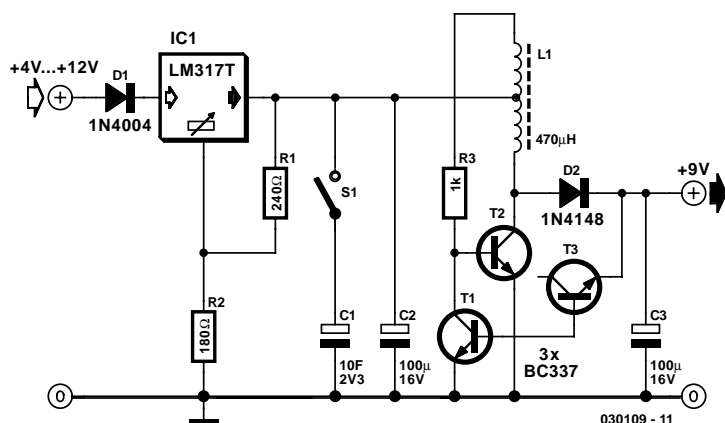 IC1
+4V...+12V
D1
LM317T
1N4004
R1
240Ω
S1
R2
180Ω
C1
10F
2V3
C2
100µ
16V
L1
470µH
R3
1k
T2
D2
1N4148
+9V
T3
T1
3x
BC337
C3
100µ
16V
0
0
030109 - 11